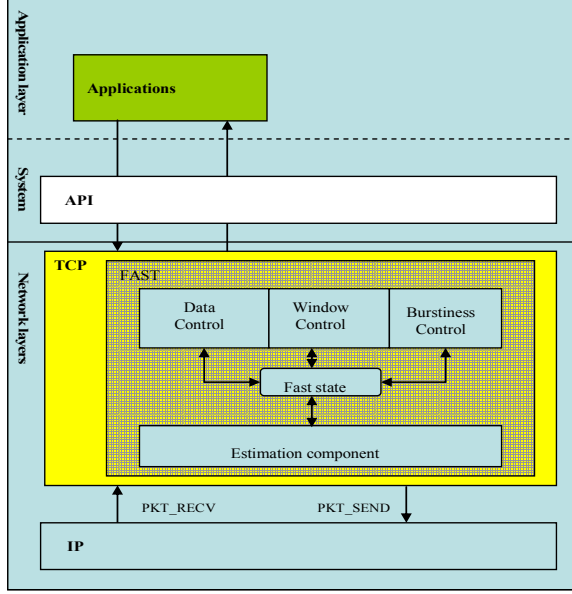 Application layer
Applications
System
API
Network layers
TCP
FAST
Data
Control
Window
Control
Burstiness
Control
Fast state
Estimation component
PKT_RECV
PKT_SEND
IP